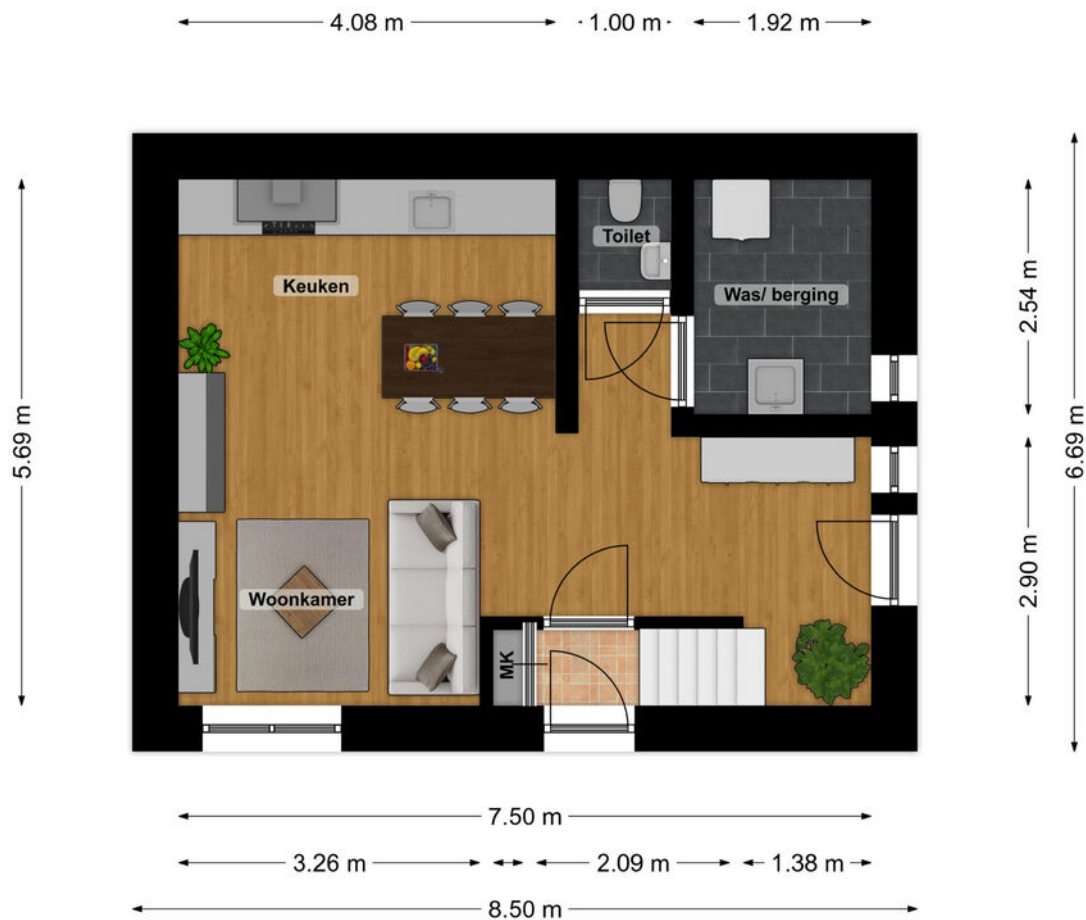 4.08 m
1.00 m
1.92 m
Toilet
Keuken
Was/ berging
2.54 m
5.69 m
6.69 m
Woonkamer
MK
2.90 m
7.50 m
3.26 m
2.09 m
1.38 m
8.50 m